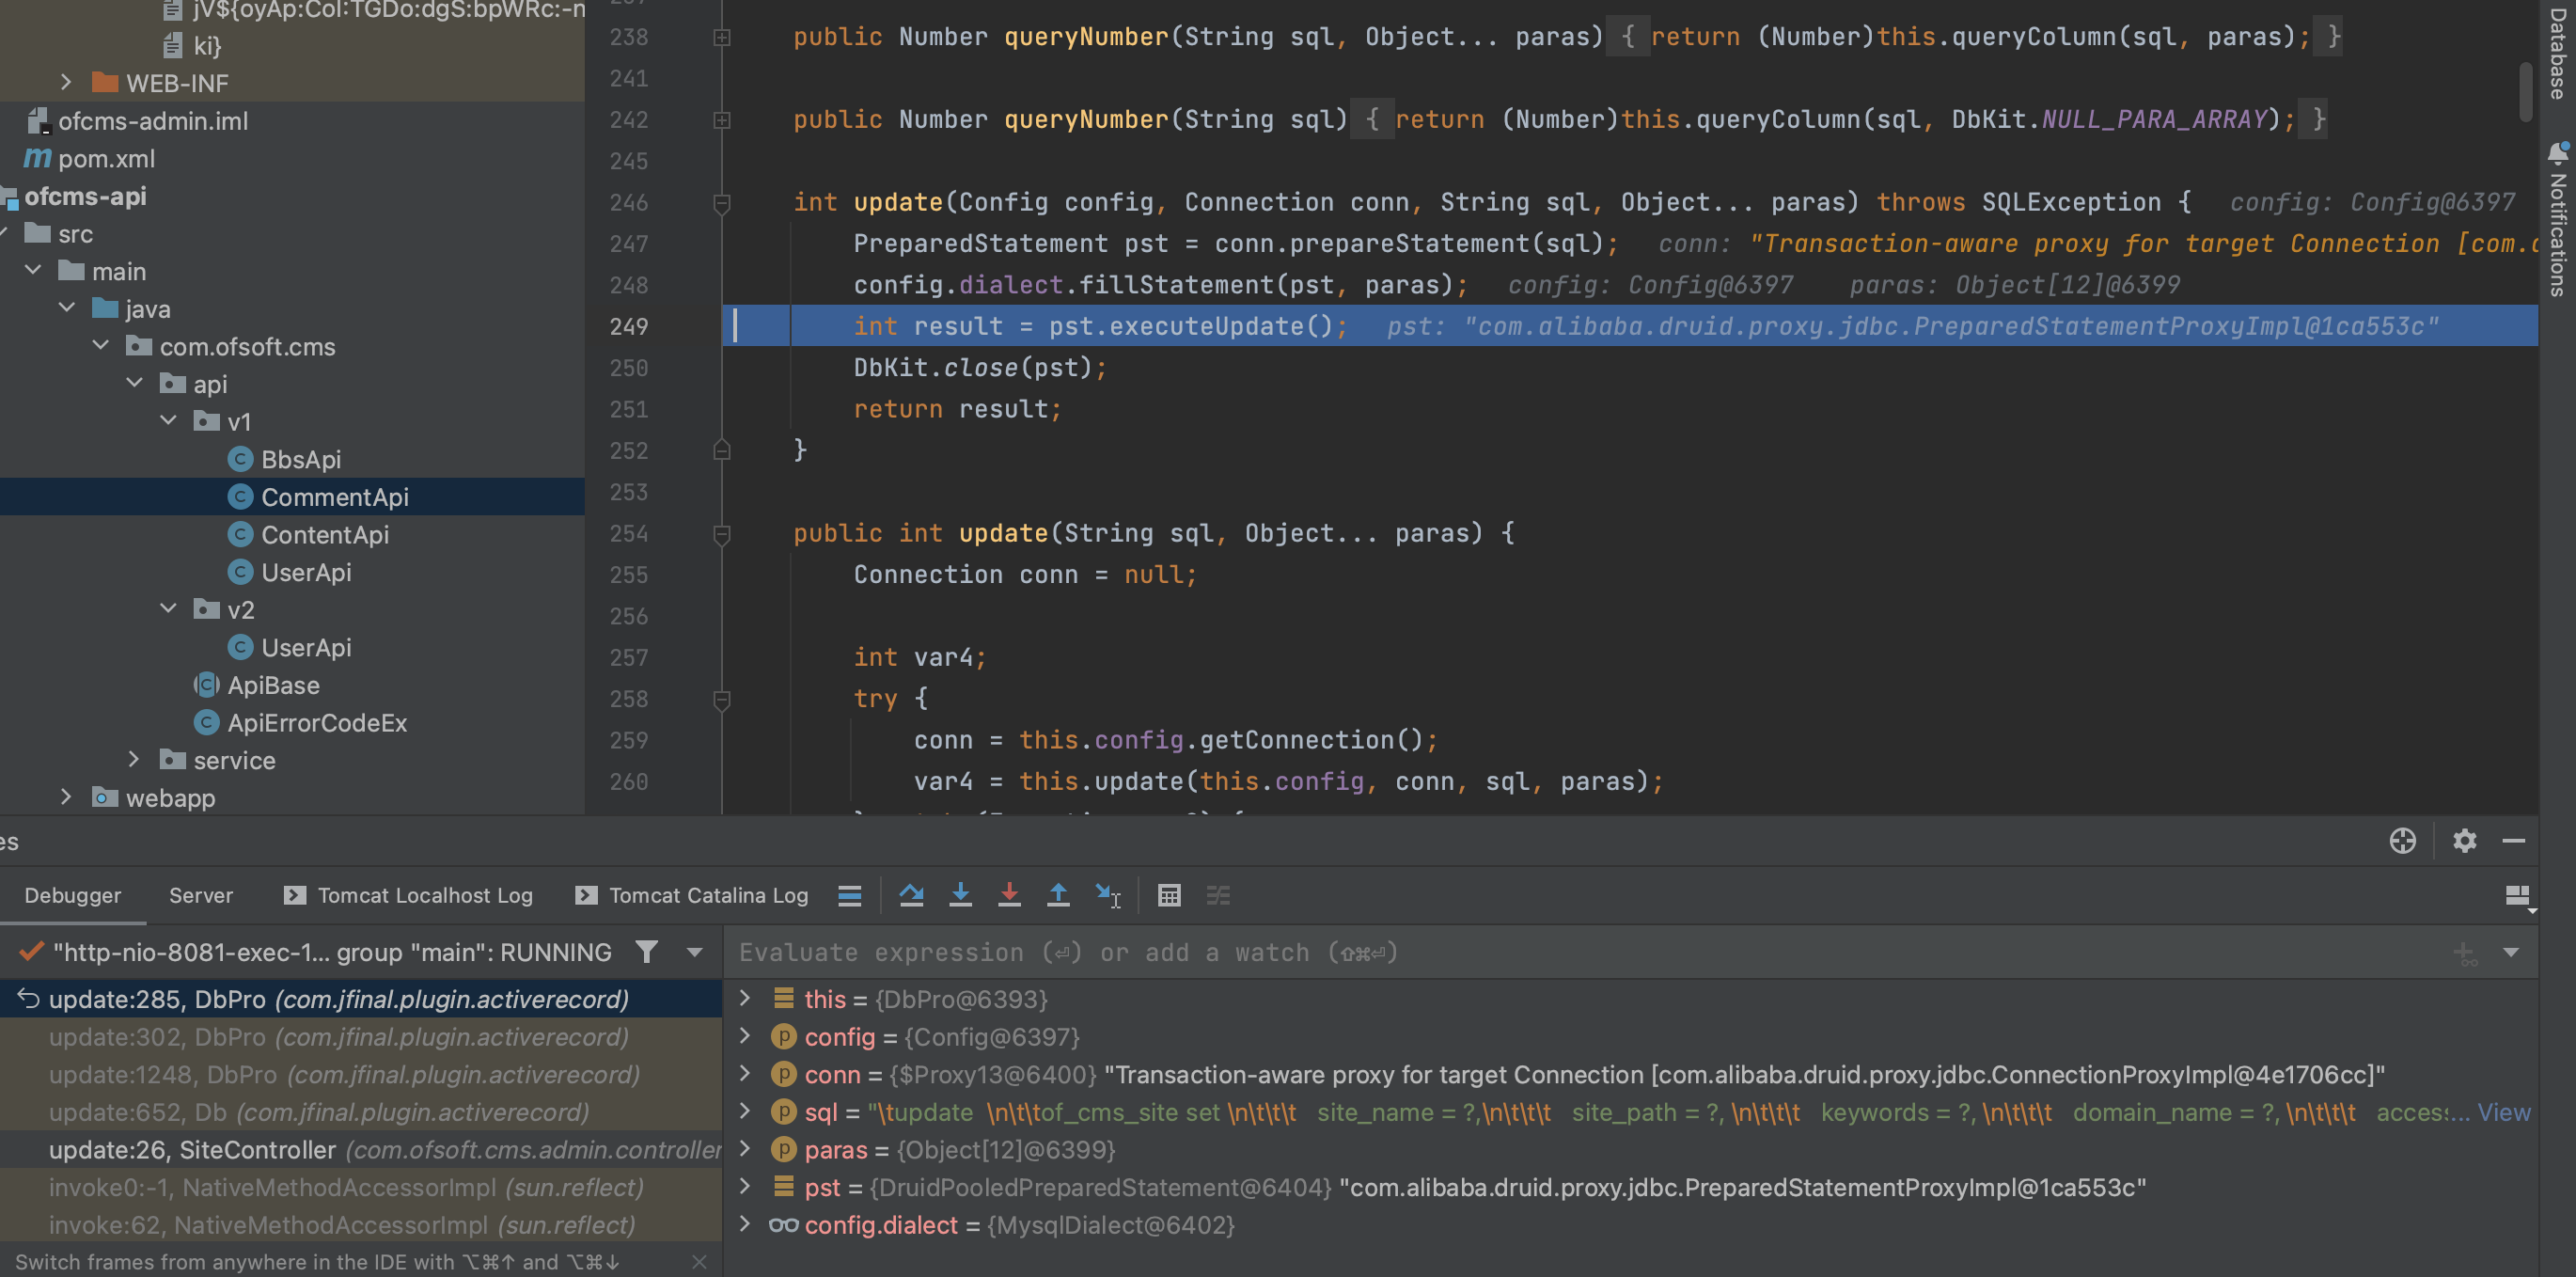 jV${oyAp:Col:TGDo:dgS:bpWRc:-n
ki}
WEB-INF
ofcms-admin.iml
pom.xml
ofcms-api
src
main
java
com.ofsoft.cms
api
v1
BbsApi
CommentApi
ContentApi
UserApi
v2
UserApi
ApiBase
ApiErrorCodeEx
service
webapp
238 public Number queryNumber(String sql, Object... paras) { return (Number)this.queryColumn(sql, paras); }
241
242 public Number queryNumber(String sql) { return (Number)this.queryColumn(sql, DbKit.NULL_PARA_ARRAY); }
245
246 int update(Config config, Connection conn, String sql, Object... paras) throws SQLException { config: Config@6397
247 PreparedStatement pst = conn.prepareStatement(sql); conn: "Transaction-aware proxy for target Connection [com.
248 config.dialect.fillStatement(pst, paras); config: Config@6397 paras: Object[12]@6399
249 int result = pst.executeUpdate(); pst: "com.alibaba.druid.proxy.jdbc.PreparedStatementProxyImpl@1ca553c"
250 DbKit.close(pst);
251 return result;
252 }
253
254 public int update(String sql, Object... paras) {
255 Connection conn = null;
256
257 int var4;
258 try {
259 conn = this.config.getConnection();
260 var4 = this.update(this.config, conn, sql, paras);
Database
Notifications
es
Debugger Server Tomcat Localhost Log Tomcat Catalina Log
"http-nio-8081-exec-1... group "main": RUNNING
update:285, DbPro (com.jfinal.plugin.activerecord)
update:302, DbPro (com.jfinal.plugin.activerecord)
update:1248, DbPro (com.jfinal.plugin.activerecord)
update:652, Db (com.jfinal.plugin.activerecord)
update:26, SiteController (com.ofsoft.cms.admin.controller
invoke0:-1, NativeMethodAccessorImpl (sun.reflect)
invoke:62, NativeMethodAccessorImpl (sun.reflect)
Switch frames from anywhere in the IDE with ⌥⌘↑ and ⌥⌘↓
Evaluate expression (⏎) or add a watch (⇧⌘⏎)
this = {DbPro@6393}
config = {Config@6397}
conn = {$Proxy13@6400} "Transaction-aware proxy for target Connection [com.alibaba.druid.proxy.jdbc.ConnectionProxyImpl@4e1706cc]"
sql = "\tupdate \n\t\tof_cms_site set \n\t\t\t site_name = ?,\n\t\t\t site_path = ?, \n\t\t\t keywords = ?, \n\t\t\t domain_name = ?, \n\t\t\t access... View
paras = {Object[12]@6399}
pst = {DruidPooledPreparedStatement@6404} "com.alibaba.druid.proxy.jdbc.PreparedStatementProxyImpl@1ca553c"
config.dialect = {MysqlDialect@6402}